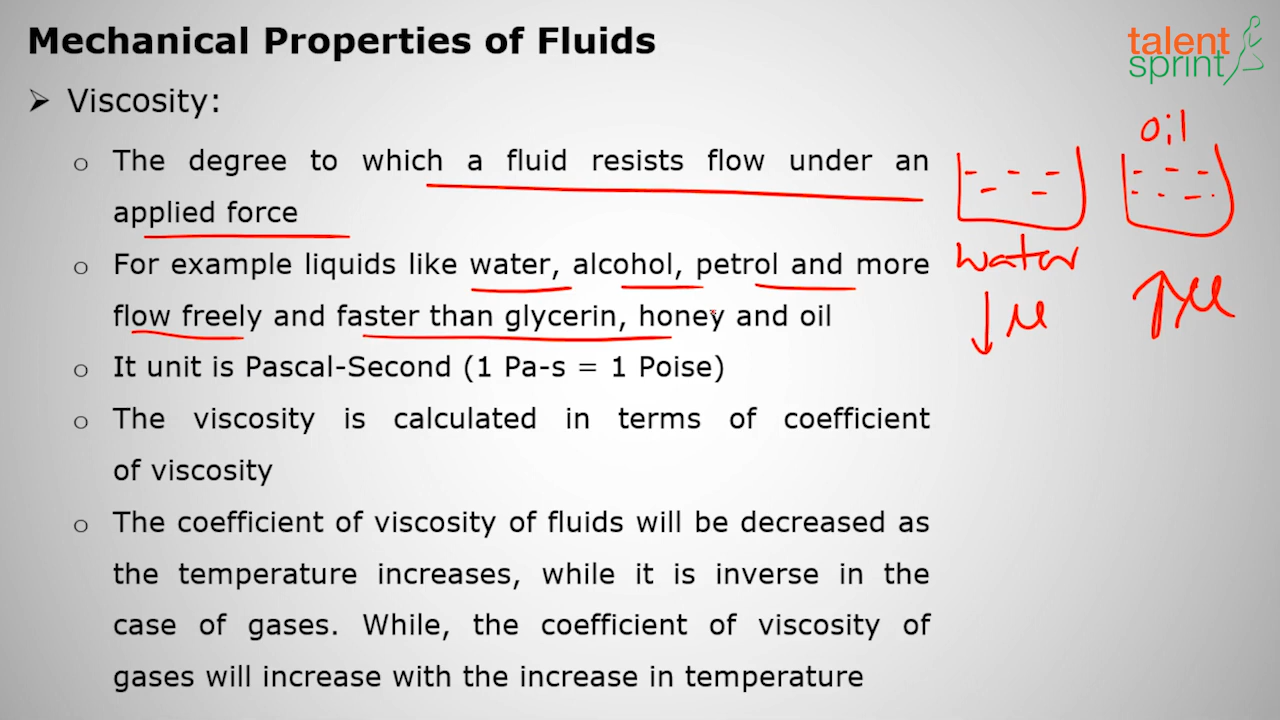 Mechanical Properties of Fluids
talent
sprint
➢ Viscosity:
oil
o The degree to which a fluid resists flow under an
applied force
water
o For example liquids like water, alcohol, petrol and more
flow freely and faster than glycerin, honey and oil
↓ μ
↑ μ
o It unit is Pascal-Second (1 Pa-s = 1 Poise)
o The viscosity is calculated in terms of coefficient
of viscosity
o The coefficient of viscosity of fluids will be decreased as
the temperature increases, while it is inverse in the
case of gases. While, the coefficient of viscosity of
gases will increase with the increase in temperature